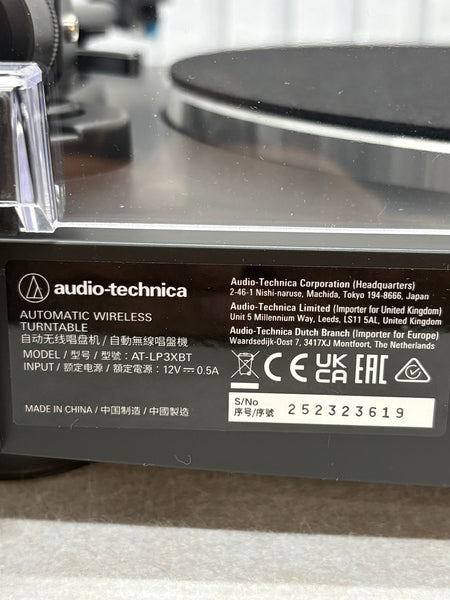 audio-technica
AUTOMATIC WIRELESS
TURNTABLE
自动无线唱盘机 / 自動無線唱盤機
MODEL / 型号 / 型號: AT-LP3XBT
INPUT / 额定电源 / 額定電源 : 12V⎓0.5A
MADE IN CHINA / 中国制造 / 中國製造
Audio-Technica Corporation (Headquarters)
2-46-1 Nishi-naruse, Machida, Tokyo 194-8666, Japan
Audio-Technica Limited (Importer for United Kingdom)
Unit 5 Millennium Way, Leeds, LS11 5AL, United Kingdom
Audio-Technica Dutch Branch (Importer for Europe)
Waardsedijk-Oost 7, 3417XJ Montfoort, The Netherlands
CE UK CA EAC
S/No
序号/序號
252323619